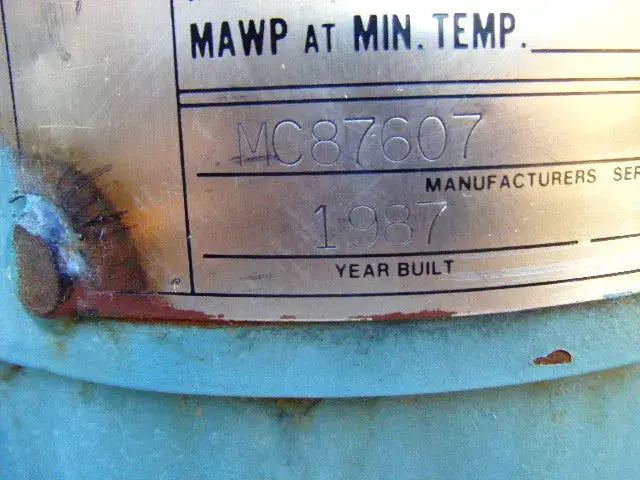 MAWP AT MIN. TEMP.
MC87607
MANUFACTURERS SER
1987
YEAR BUILT